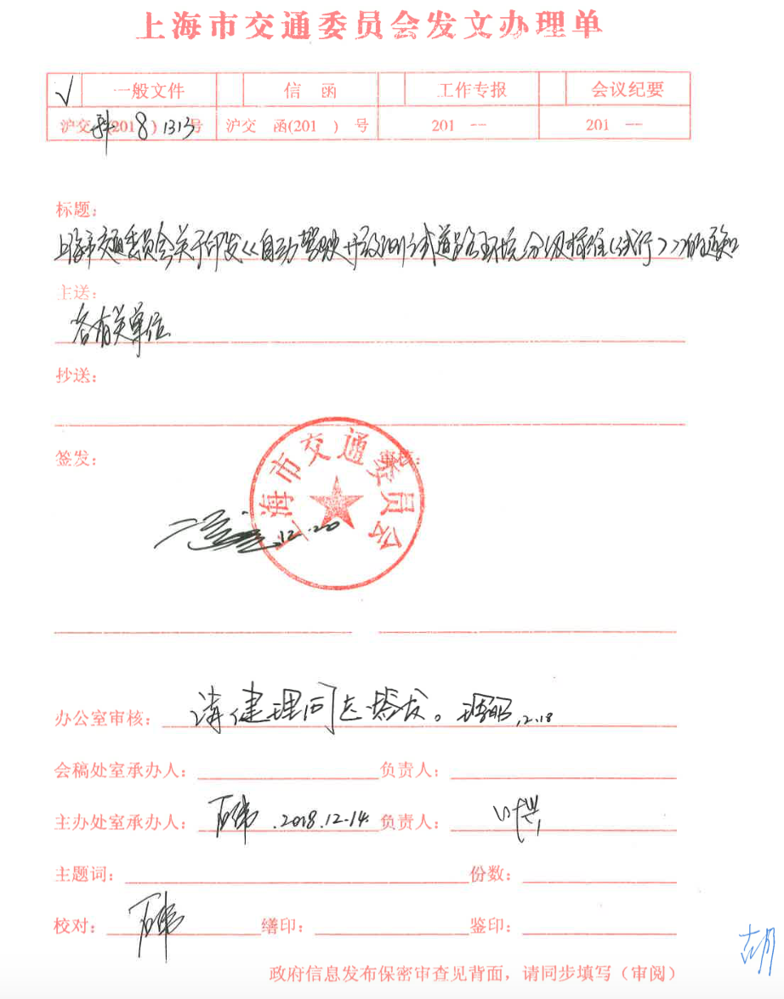 上海市交通委员会发文办理单
√ 一般文件 信 函 工作专报 会议纪要
沪交科(2018)1313号 沪交 函(201 ) 号 201 — 201 —
标题：
上海市交通委员会关于印发《自动驾驶开放测试道路环境分级标准(试行)》的通知
主送：
各有关单位
抄送：
签发：
上海市交通委员会
12.20
办公室审核： 请健理同志签发。 12.18
会稿处室承办人： 负责人：
主办处室承办人： 石伟 .2018.12.14. 负责人：
主题词： 份数：
校对： 石伟 缮印： 鉴印：
胡
政府信息发布保密审查见背面，请同步填写（审阅）